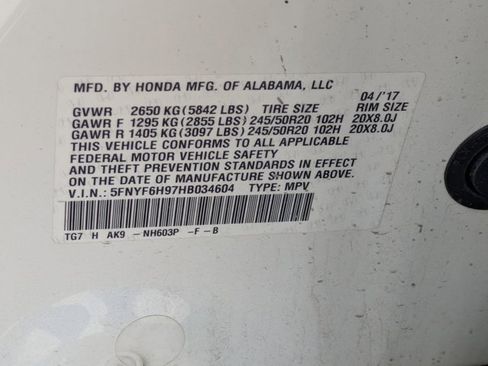 MFD. BY HONDA MFG. OF ALABAMA, LLC
04/'17
GVWR 2650 KG(5842 LBS) TIRE SIZE RIM SIZE
GAWR F 1295 KG(2855 LBS)245/50R20 102H 20X8.0J
GAWR R 1405 KG(3097 LBS)245/50R20 102H 20X8.0J
THIS VEHICLE CONFORMS TO ALL APPLICABLE
FEDERAL MOTOR VEHICLE SAFETY
AND THEFT PREVENTION STANDARDS IN EFFECT
ON THE DATE OF MANUFACTURE SHOWN ABOVE.
V.I.N.: 5FNYF6H97HB034604 TYPE: MPV
TG7 H AK9 -NH603P -F-B